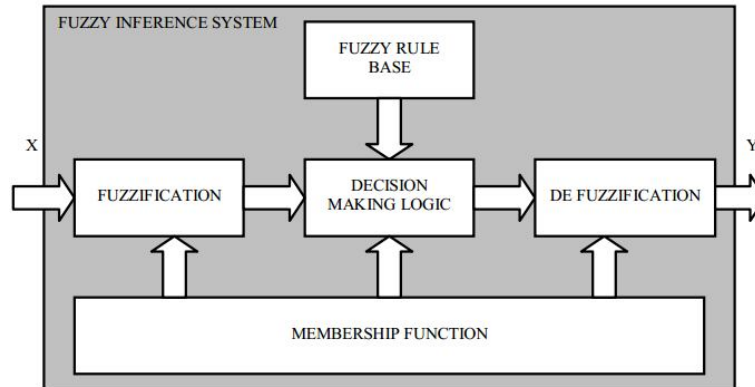 FUZZY INFERENCE SYSTEM
FUZZY RULE
BASE
X
Y
FUZZIFICATION
DECISION
MAKING LOGIC
DE FUZZIFICATION
MEMBERSHIP FUNCTION